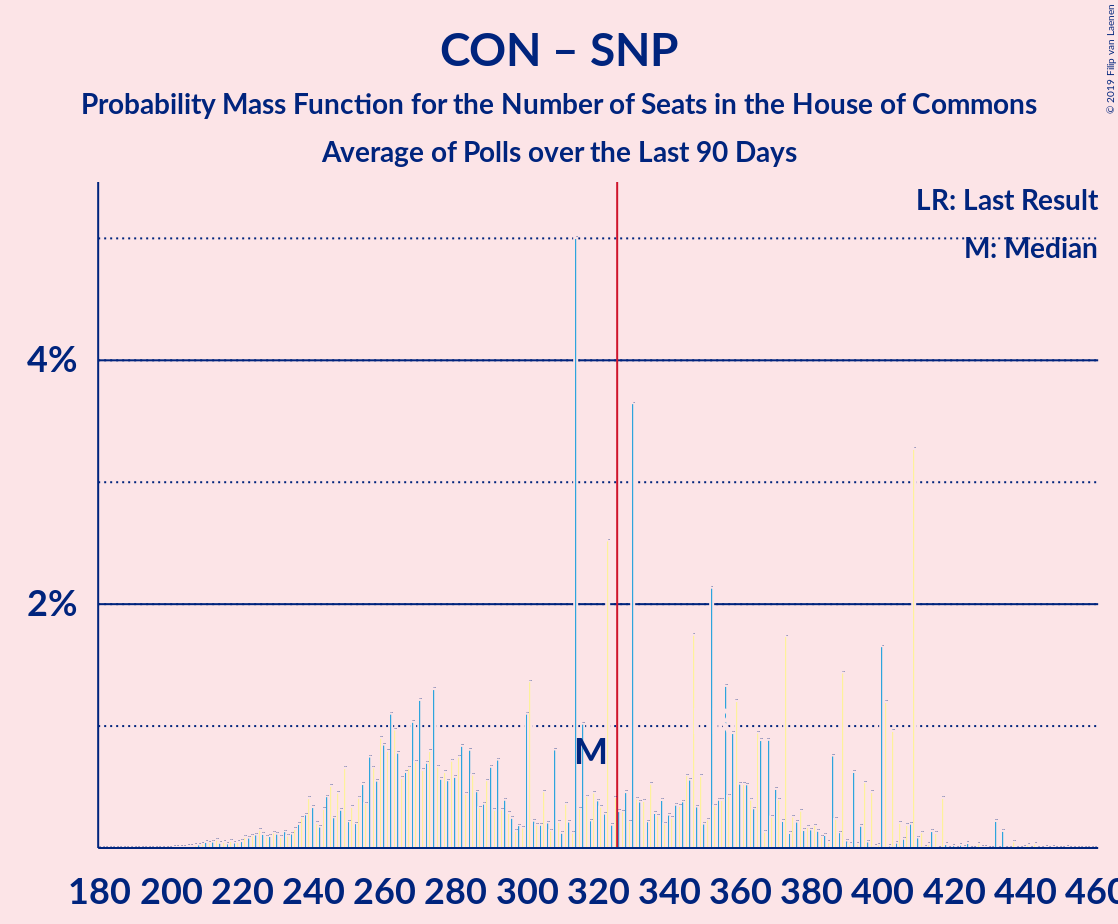 CON – SNP
Probability Mass Function for the Number of Seats in the House of Commons
Average of Polls over the Last 90 Days
© 2019 Filip van Laenen
LR: Last Result
M: Median
4%
2%
M
180 200 220 240 260 280 300 320 340 360 380 400 420 440 460